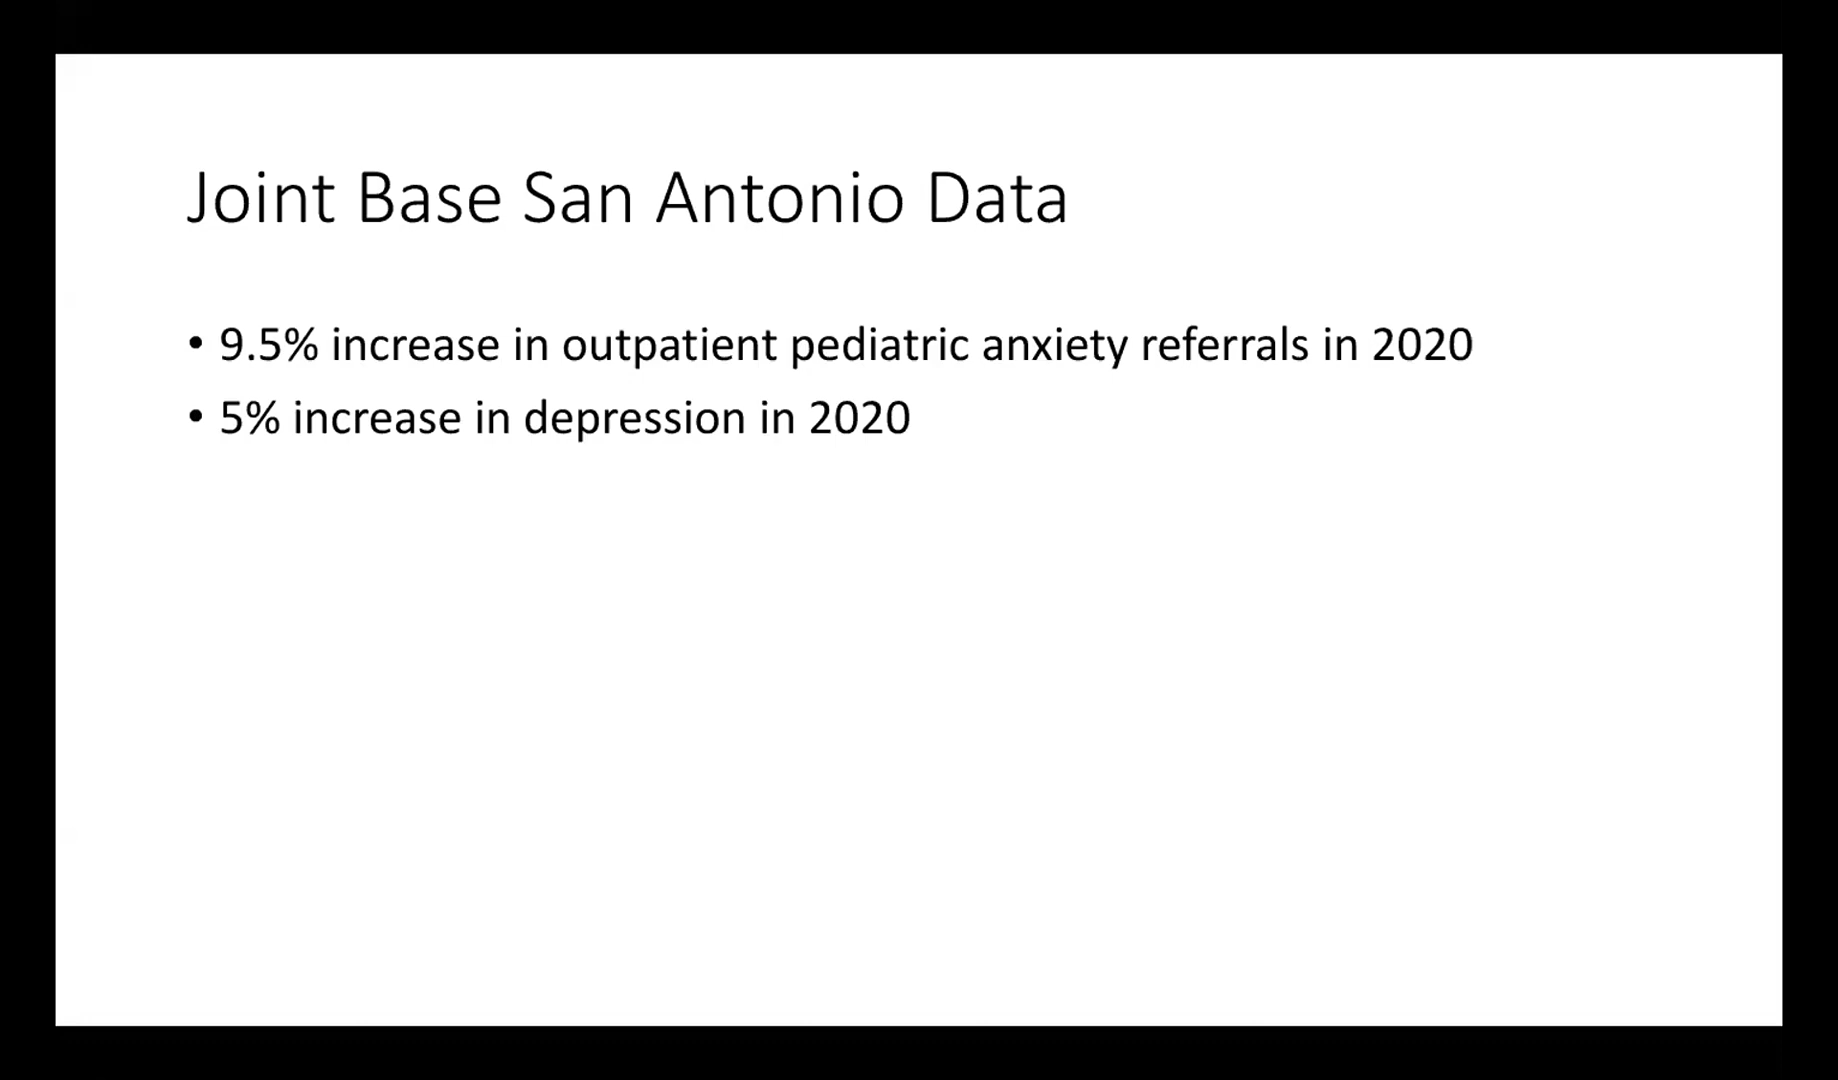 Joint Base San Antonio Data
• 9.5% increase in outpatient pediatric anxiety referrals in 2020
• 5% increase in depression in 2020